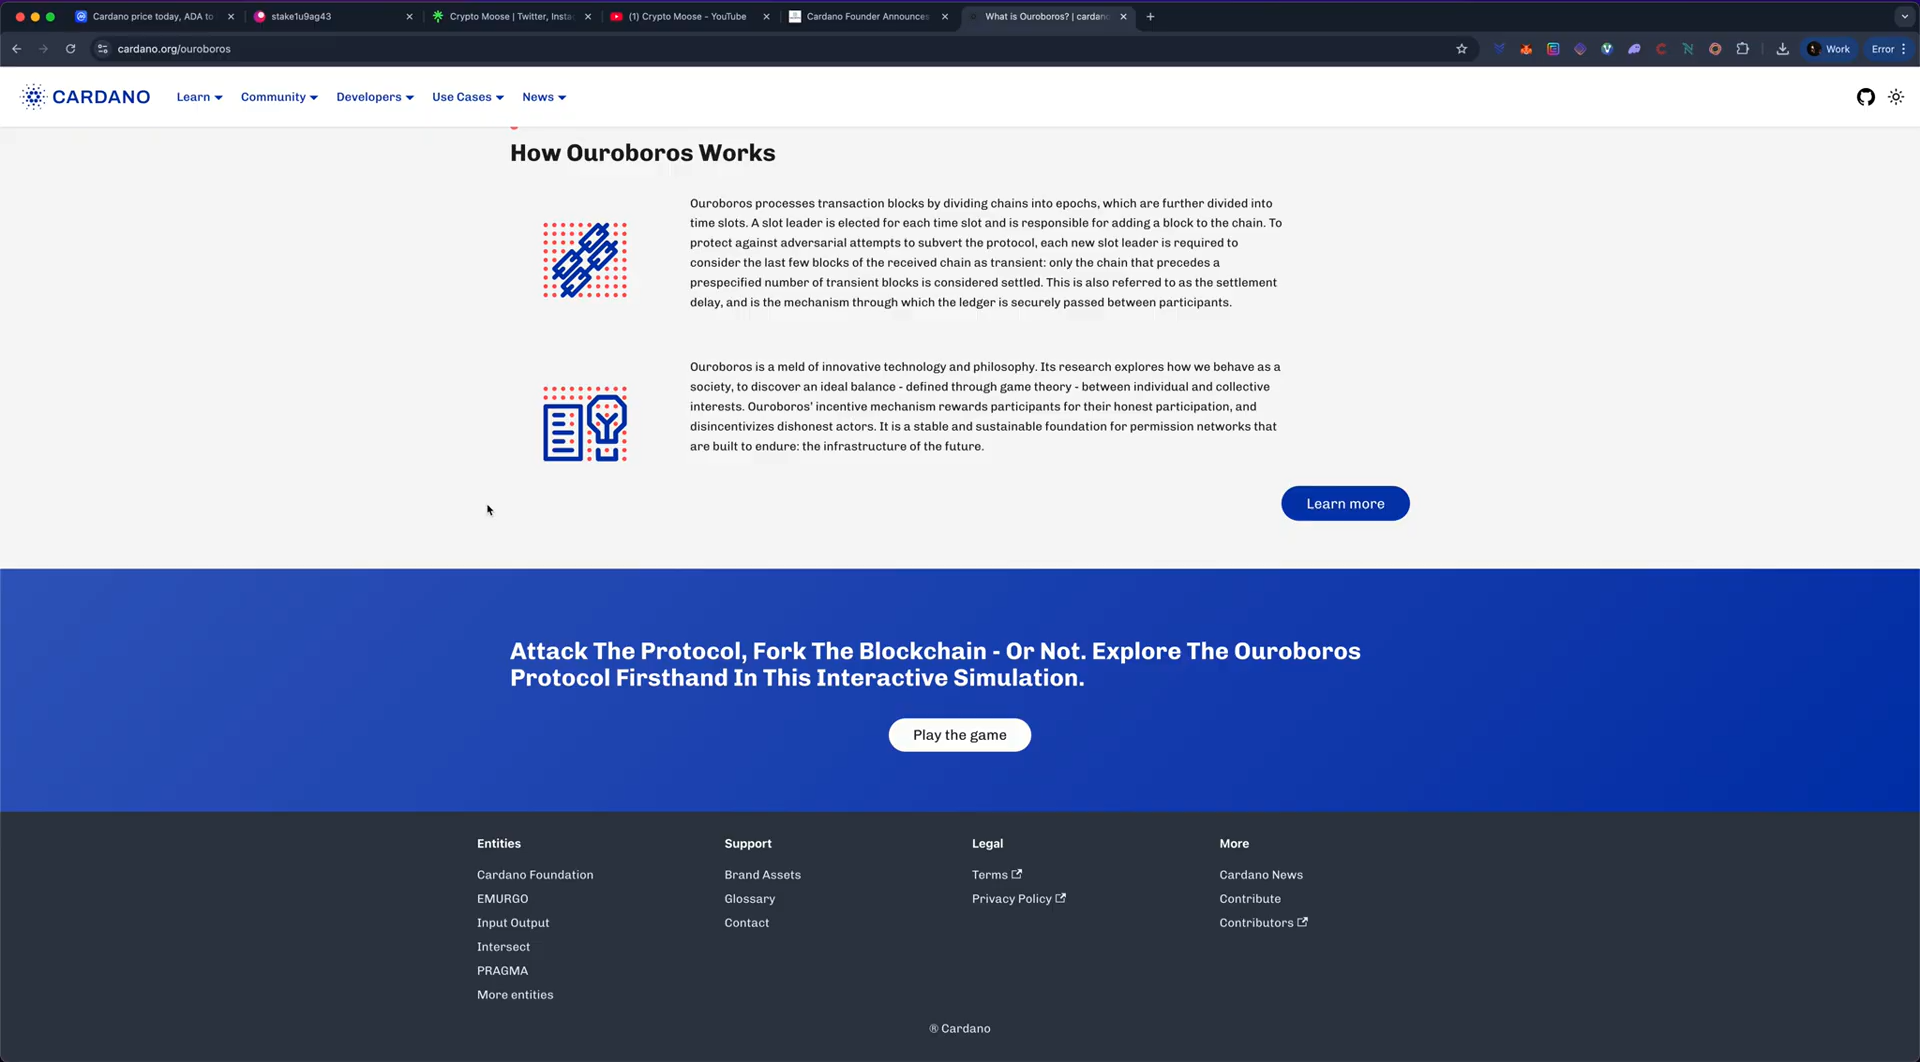 Cardano price today, ADA to
stake1u9ag43
Crypto Moose | Twitter, Insta
(1) Crypto Moose - YouTube
Cardano Founder Announces
What is Ouroboros? | cardano
cardano.org/ouroboros
Work
Error
CARDANO
Learn
Community
Developers
Use Cases
News
How Ouroboros Works
Ouroboros processes transaction blocks by dividing chains into epochs, which are further divided into
time slots. A slot leader is elected for each time slot and is responsible for adding a block to the chain. To
protect against adversarial attempts to subvert the protocol, each new slot leader is required to
consider the last few blocks of the received chain as transient: only the chain that precedes a
prespecified number of transient blocks is considered settled. This is also referred to as the settlement
delay, and is the mechanism through which the ledger is securely passed between participants.
Ouroboros is a meld of innovative technology and philosophy. Its research explores how we behave as a
society, to discover an ideal balance - defined through game theory - between individual and collective
interests. Ouroboros' incentive mechanism rewards participants for their honest participation, and
disincentivizes dishonest actors. It is a stable and sustainable foundation for permission networks that
are built to endure: the infrastructure of the future.
Learn more
Attack The Protocol, Fork The Blockchain - Or Not. Explore The Ouroboros
Protocol Firsthand In This Interactive Simulation.
Play the game
Entities
Cardano Foundation
EMURGO
Input Output
Intersect
PRAGMA
More entities
Support
Brand Assets
Glossary
Contact
Legal
Terms
Privacy Policy
More
Cardano News
Contribute
Contributors
® Cardano